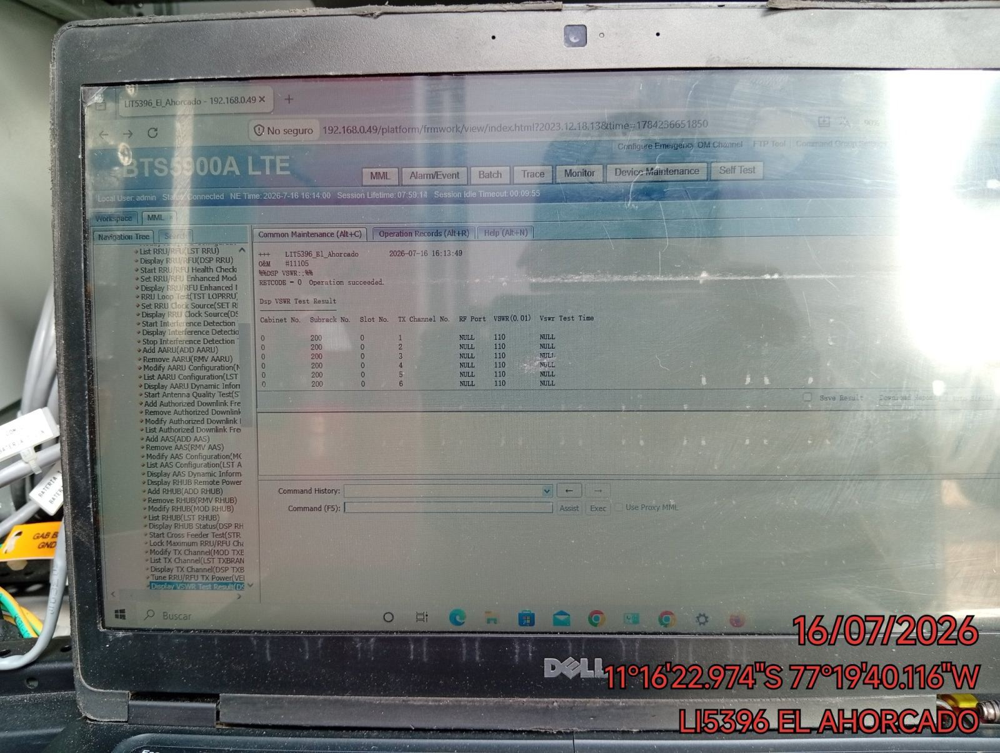 LIT5396_El_Ahorcado - 192.168.0.49
No seguro 192.168.0.49/platform/frmwork/view/index.html?2023.12.18.13&time=1784236651850
90%
Configure Emergency OM Channel FTP Tool Command Group Settings
BTS5900A LTE
MML Alarm/Event Batch Trace Monitor Device Maintenance Self Test
Local User: admin Status: Connected NE Time: 2026-7-16 16:14:00 Session Lifetime: 07:59:14 Session Idle Timeout: 00:09:55
Workspace MML
Navigation Tree Search
Common Maintenance (Alt+C) Operation Records (Alt+R) Help (Alt+N)
List RRU/RFU(LST RRU)
Display RRU/RFU(DSP RRU)
Start RRU/RFU Health Check
Set RRU/RFU Enhanced Mod
Display RRU/RFU Enhanced
RRU Loop Test(TST LOPRRU
Set RRU Clock Source(SET R
Display RRU Clock Source(DS
Start Interference Detection
Display Interference Detectio
Stop Interference Detection
Add AARU(ADD AARU)
Remove AARU(RMV AARU)
Modify AARU Configuration(
List AARU Configuration(LST
Display AARU Dynamic Infor
Start Antenna Quality Test(S
Add Authorized Downlink Fre
Remove Authorized Downlink
Modify Authorized Downlink
List Authorized Downlink Fre
Add AAS(ADD AAS)
Remove AAS(RMV AAS)
Modify AAS Configuration(MO
List AAS Configuration(LST A
Display AAS Dynamic Inform
Display RHUB Remote Power
Add RHUB(ADD RHUB)
Remove RHUB(RMV RHUB)
Modify RHUB(MOD RHUB)
List RHUB(LST RHUB)
Display RHUB Status(DSP RH
Start Cross Feeder Test(STR
Lock Maximum RRU/RFU Cha
Modify TX Channel(MOD TXB
List TX Channel(LST TXBRAN
Display TX Channel(DSP TXB
Tune RRU/RFU TX Power(VE
Display VSWR Test Result(DS
+++ LIT5396_El_Ahorcado 2026-07-16 16:13:49
O&M #11105
%%DSP VSWR:;%%
RETCODE = 0 Operation succeeded.
Dsp VSWR Test Result
Cabinet No. Subrack No. Slot No. TX Channel No. RF Port VSWR(0.01) Vswr Test Time
0 200 0 1 NULL 110 NULL
0 200 0 2 NULL 110 NULL
0 200 0 3 NULL 110 NULL
0 200 0 4 NULL 110 NULL
0 200 0 5 NULL 110 NULL
0 200 0 6 NULL 110 NULL
Save Result Download Report
Command History:
Command (F5): Assist Exec Use Proxy MML
Buscar
DELL
BATERIA
BATERIA
GAB
GND
16/07/2026
11°16'22.974"S 77°19'40.116"W
LI5396 EL AHORCADO